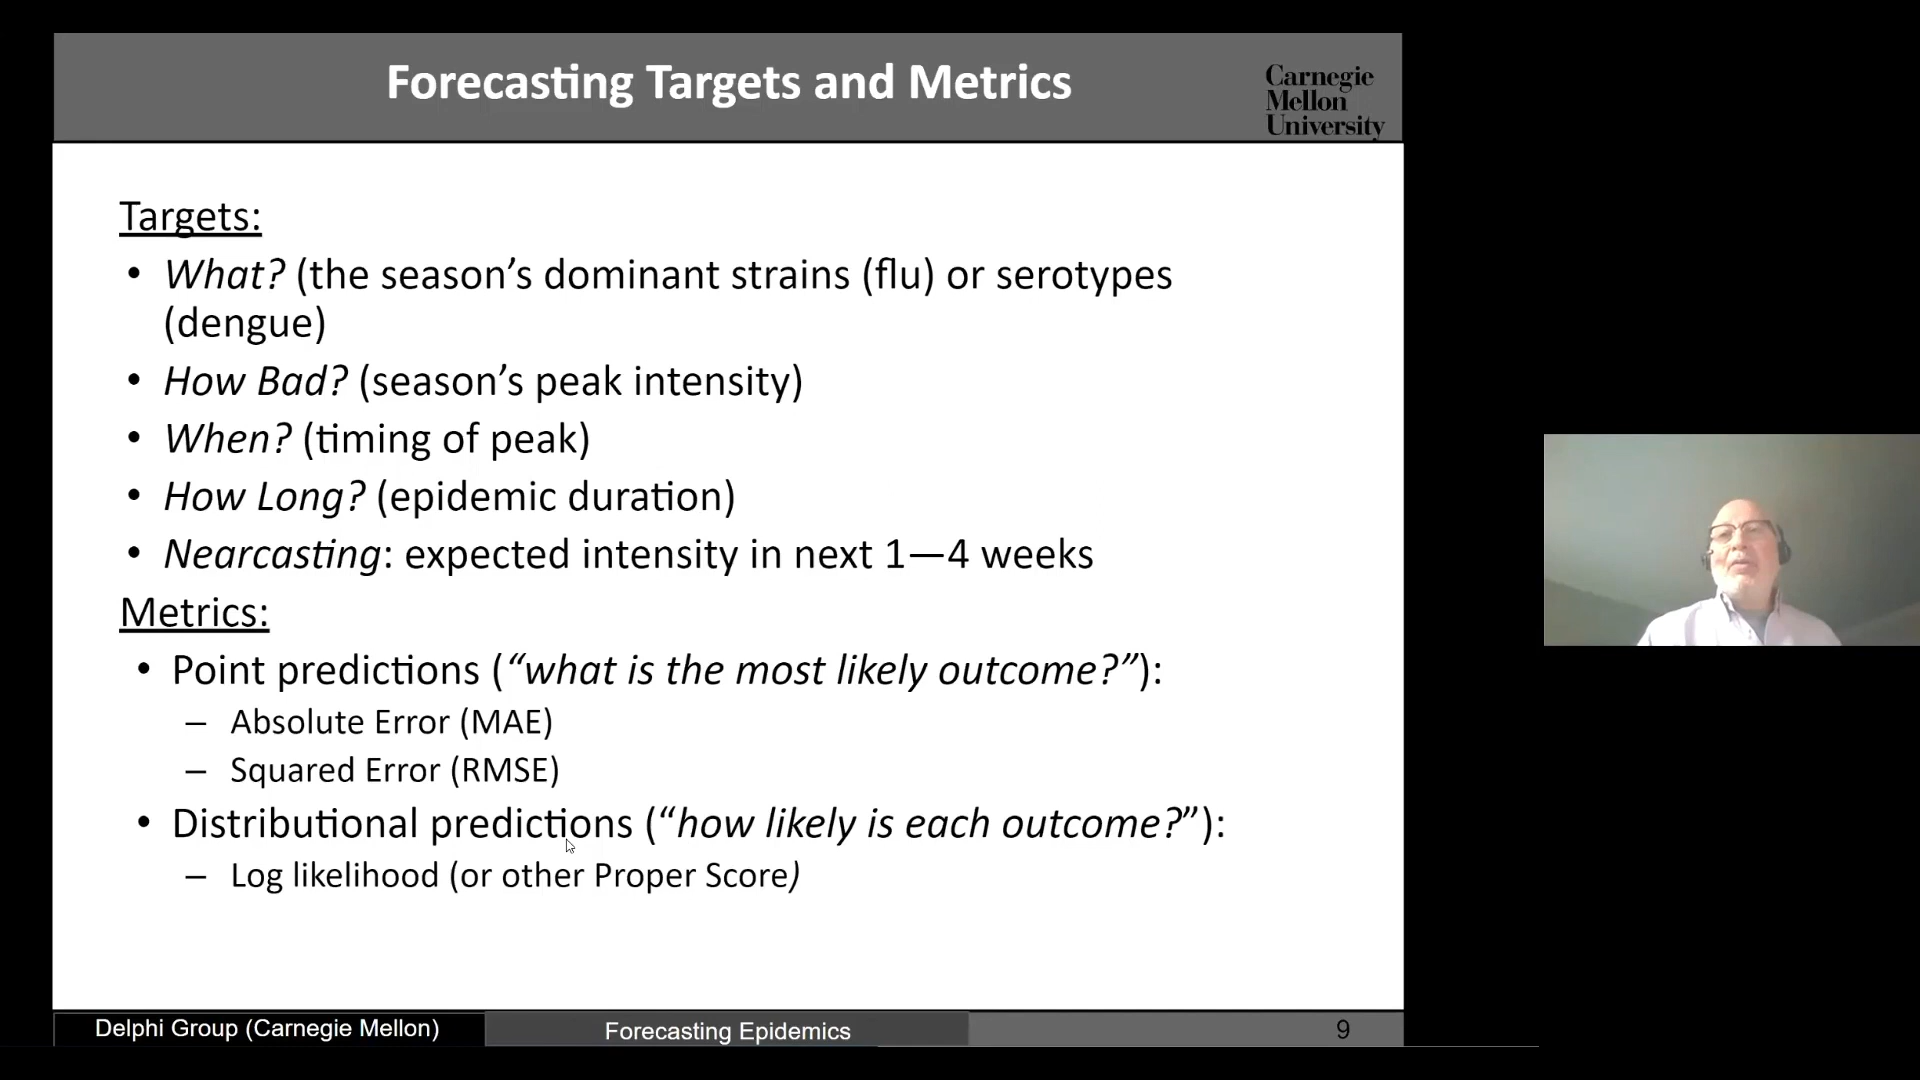 Forecasting Targets and Metrics
Carnegie
Mellon
University
Targets:
• What? (the season’s dominant strains (flu) or serotypes
(dengue)
• How Bad? (season’s peak intensity)
• When? (timing of peak)
• How Long? (epidemic duration)
• Nearcasting: expected intensity in next 1—4 weeks
Metrics:
• Point predictions (“what is the most likely outcome?”):
– Absolute Error (MAE)
– Squared Error (RMSE)
• Distributional predictions (“how likely is each outcome?”):
– Log likelihood (or other Proper Score)
Delphi Group (Carnegie Mellon)
Forecasting Epidemics
9